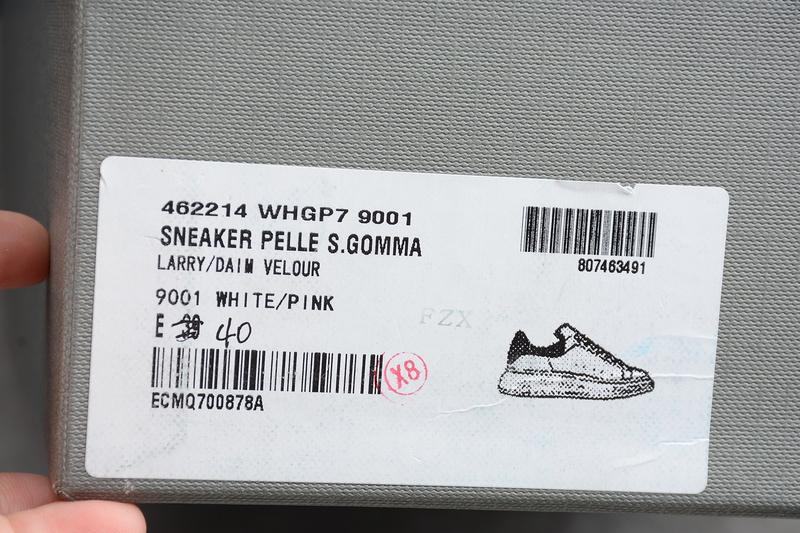 462214 WHGP7 9001
SNEAKER PELLE S.GOMMA
LARRY/DAIM VELOUR
9001 WHITE/PINK
E 40
ECMQ700878A
X8
FZX
807463491